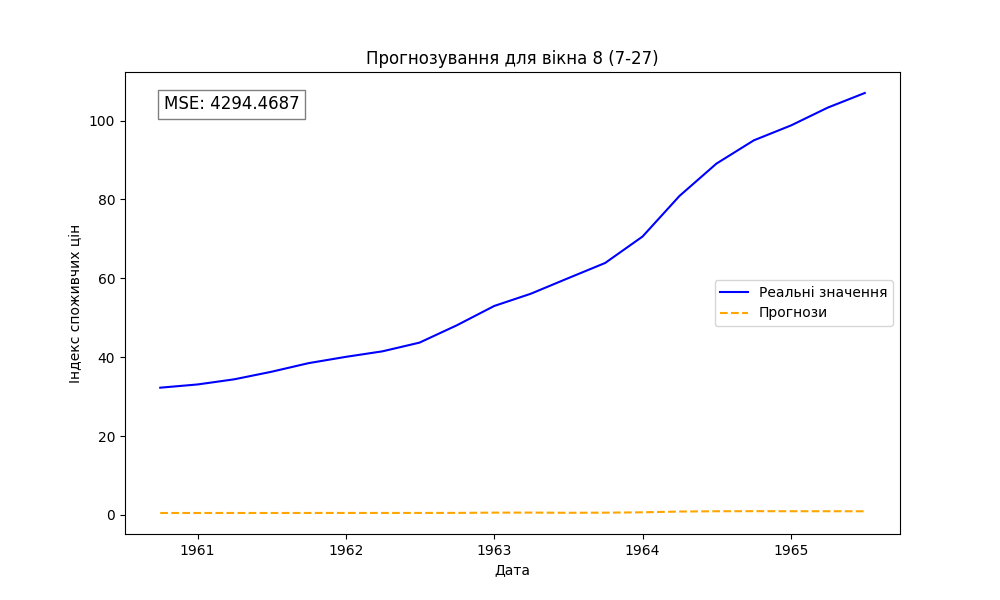 Прогнозування для вікна 8 (7-27)
MSE: 4294.4687
100
80
60
40
20
0
Індекс споживчих цін
Реальні значення
Прогнози
1961
1962
1963
1964
1965
Дата